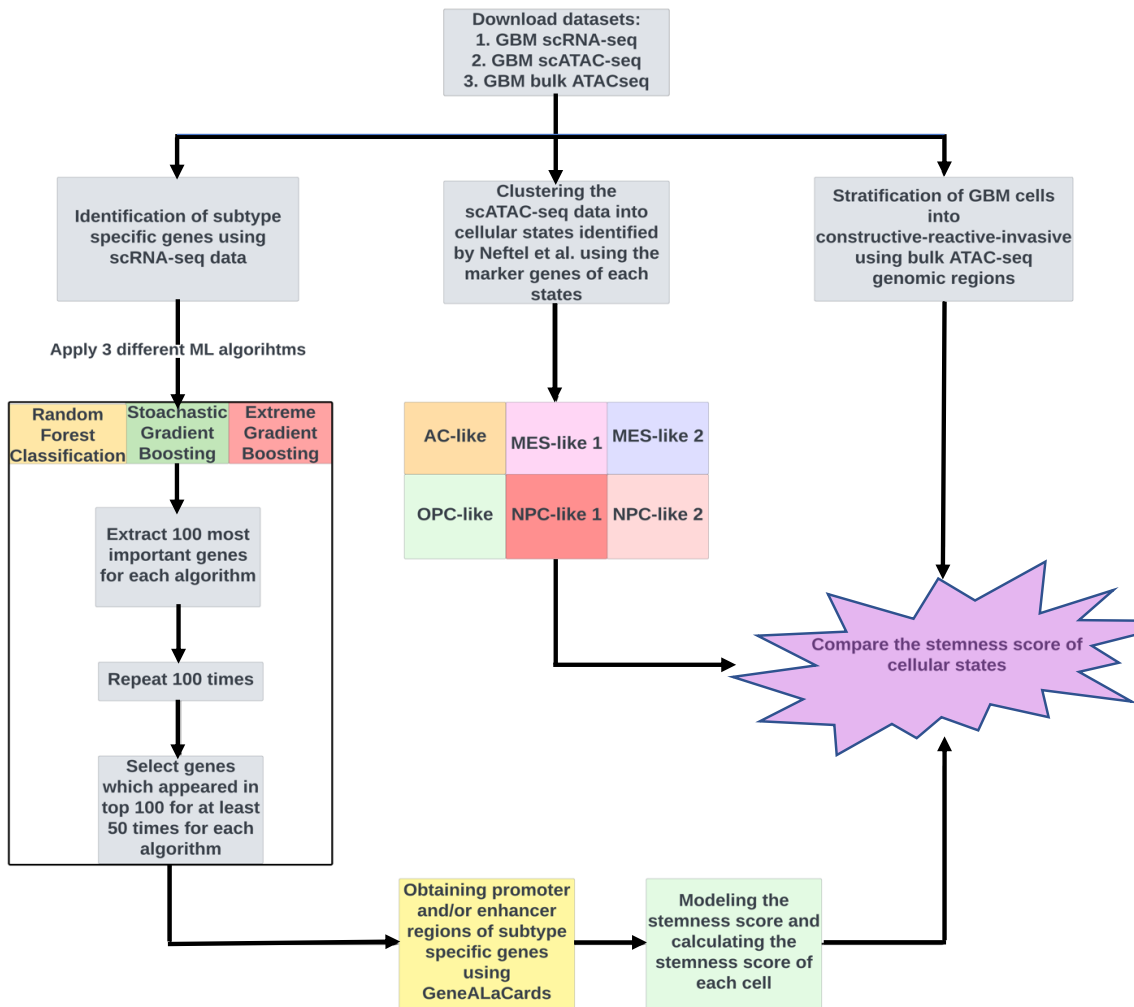 Download datasets:
1. GBM scRNA-seq
2. GBM scATAC-seq
3. GBM bulk ATACseq
Identification of subtype
specific genes using
scRNA-seq data
Clustering the
scATAC-seq data into
cellular states identified
by Neftel et al. using the
marker genes of each
states
Stratification of GBM cells
into
constructive-reactive-invasive
using bulk ATAC-seq
genomic regions
Apply 3 different ML algorihtms
Random
Forest
Classification
Stoachastic
Gradient
Boosting
Extreme
Gradient
Boosting
AC-like
MES-like 1
MES-like 2
OPC-like
NPC-like 1
NPC-like 2
Extract 100 most
important genes
for each algorithm
Repeat 100 times
Select genes
which appeared in
top 100 for at least
50 times for each
algorithm
Compare the stemness score of
cellular states
Obtaining promoter
and/or enhancer
regions of subtype
specific genes
using
GeneALaCards
Modeling the
stemness score and
calculating the
stemness score of
each cell